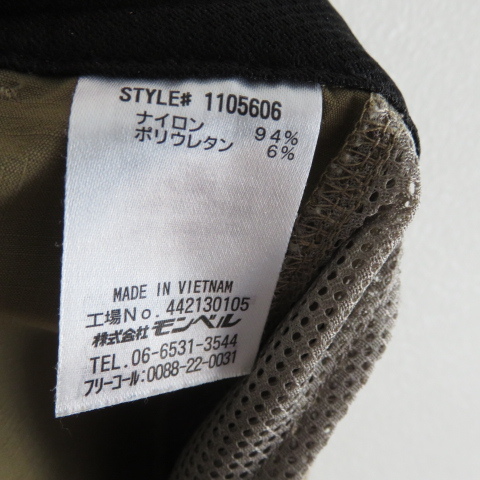 STYLE# 1105606
ナイロン 94%
ポリウレタン 6%
MADE IN VIETNAM
工場No. 442130105
株式会社 モンベル
TEL. 06-6531-3544
フリーコール: 0088-22-0031